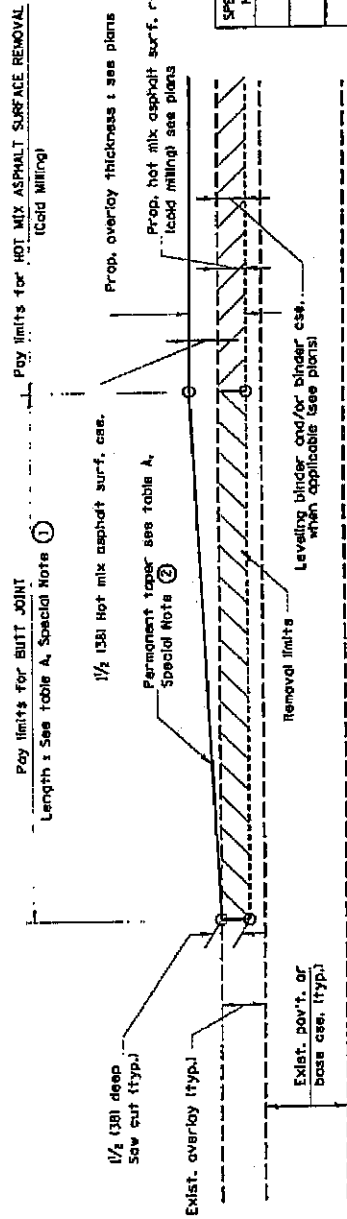 Pay limits for BUTT JOINT
Length : See table A, Special Note ①
Pay limits for HOT MIX ASPHALT SURFACE REMOVAL
(Cold Milling)
1½ (38) Hot mix asphalt surf. cse.
Permanent taper see table A,
Special Note ②
Prop. overlay thickness : see plans
Prop. hot mix asphalt surf. r
(cold milling) see plans
1½ (38) deep
Saw cut (typ.)
Exist. overlay (typ.)
Exist. pav't. or
base cse. (typ.)
Removal limits
Leveling binder and/or binder cse.
when applicable (see plans)
SPE